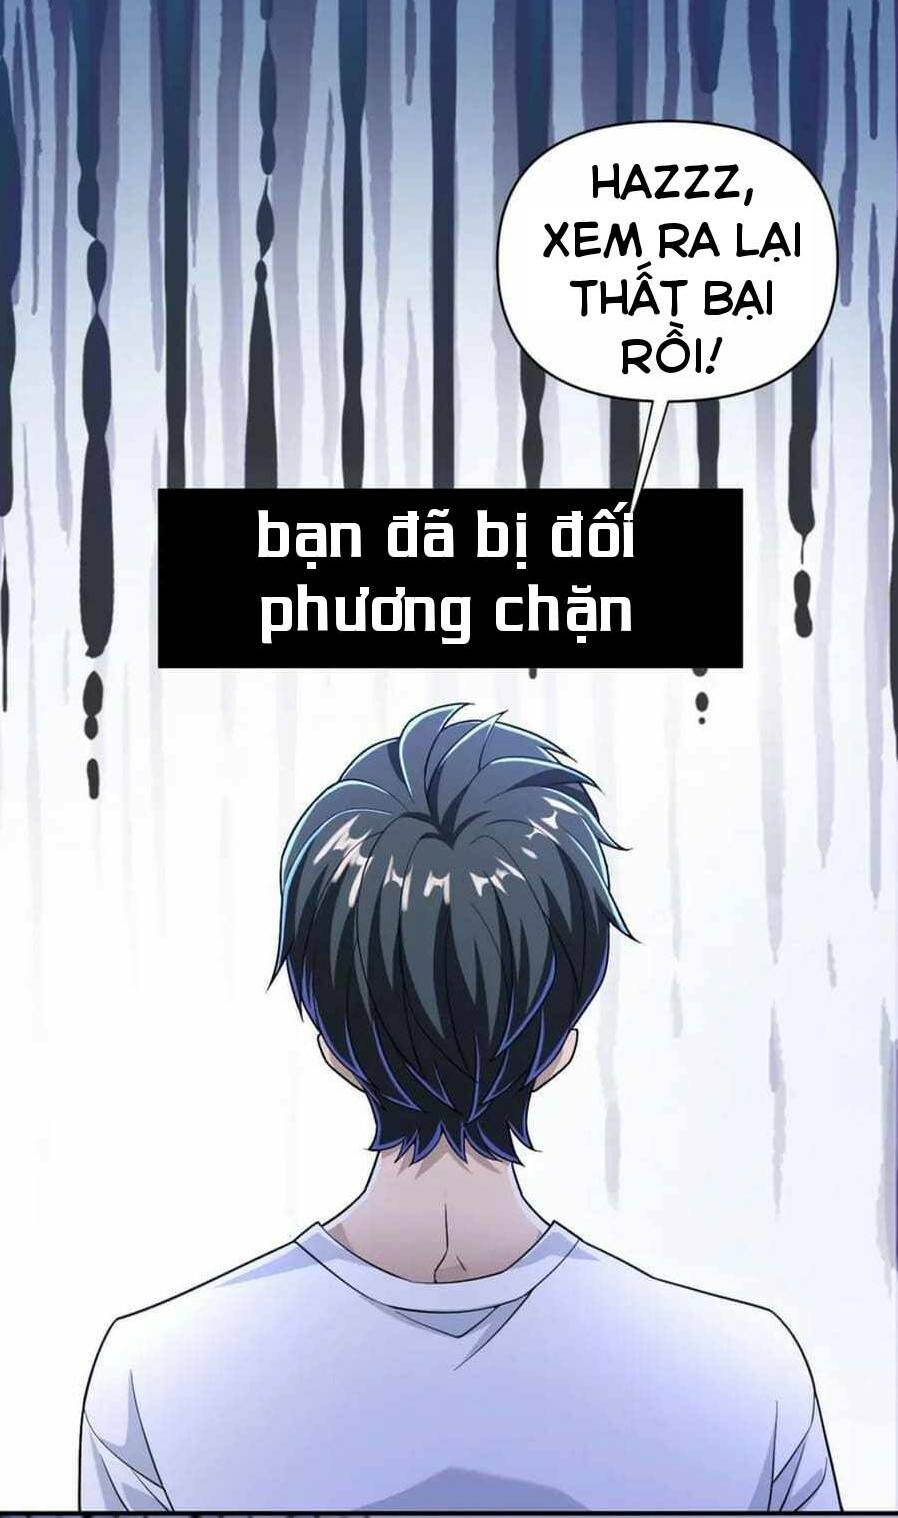 HAZZZ,
XEM RA LẠI
THẤT BẠI
RỒI!
bạn đã bị đối
phương chặn